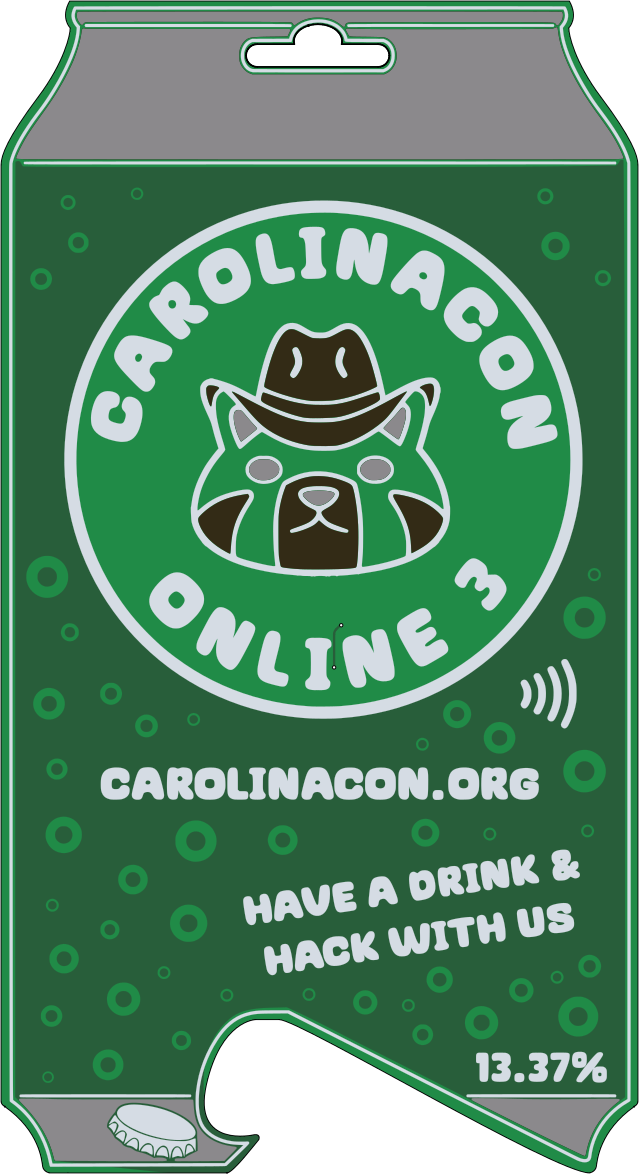 CAROLINACON
ONLINE 3
CAROLINACON.ORG
HAVE A DRINK &
HACK WITH US
13.37%